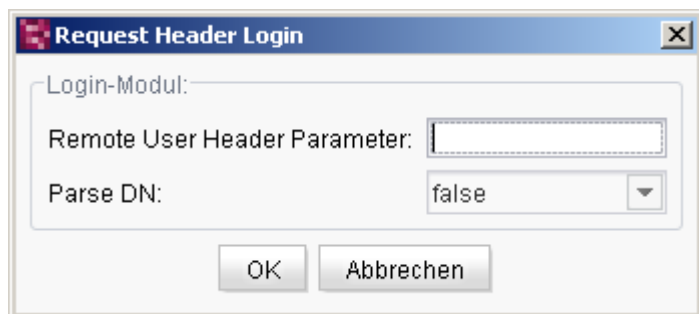 Request Header Login
Login-Modul:
Remote User Header Parameter:
Parse DN: false
OK Abbrechen